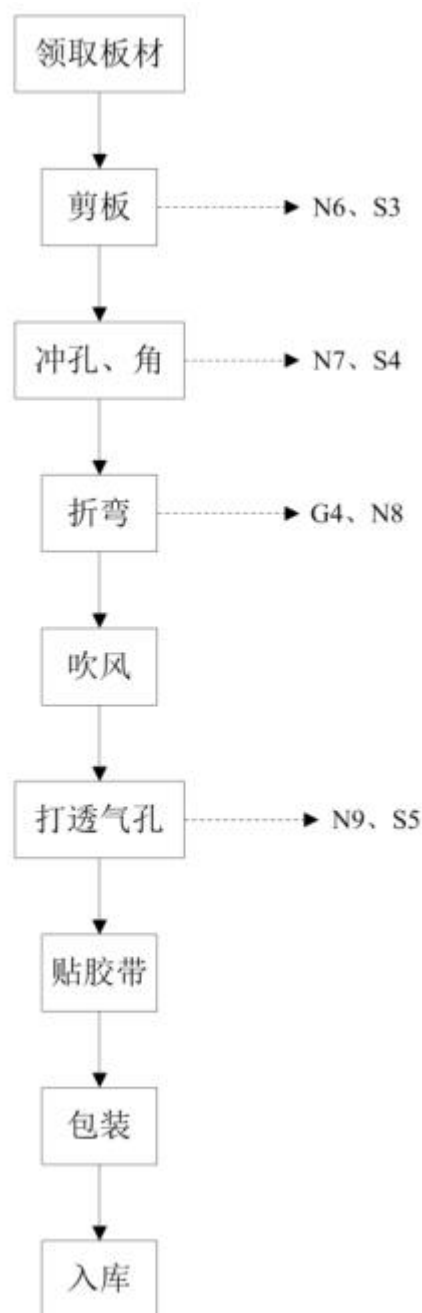 领取板材
剪板
N6、S3
冲孔、角
N7、S4
折弯
G4、N8
吹风
打透气孔
N9、S5
贴胶带
包装
入库